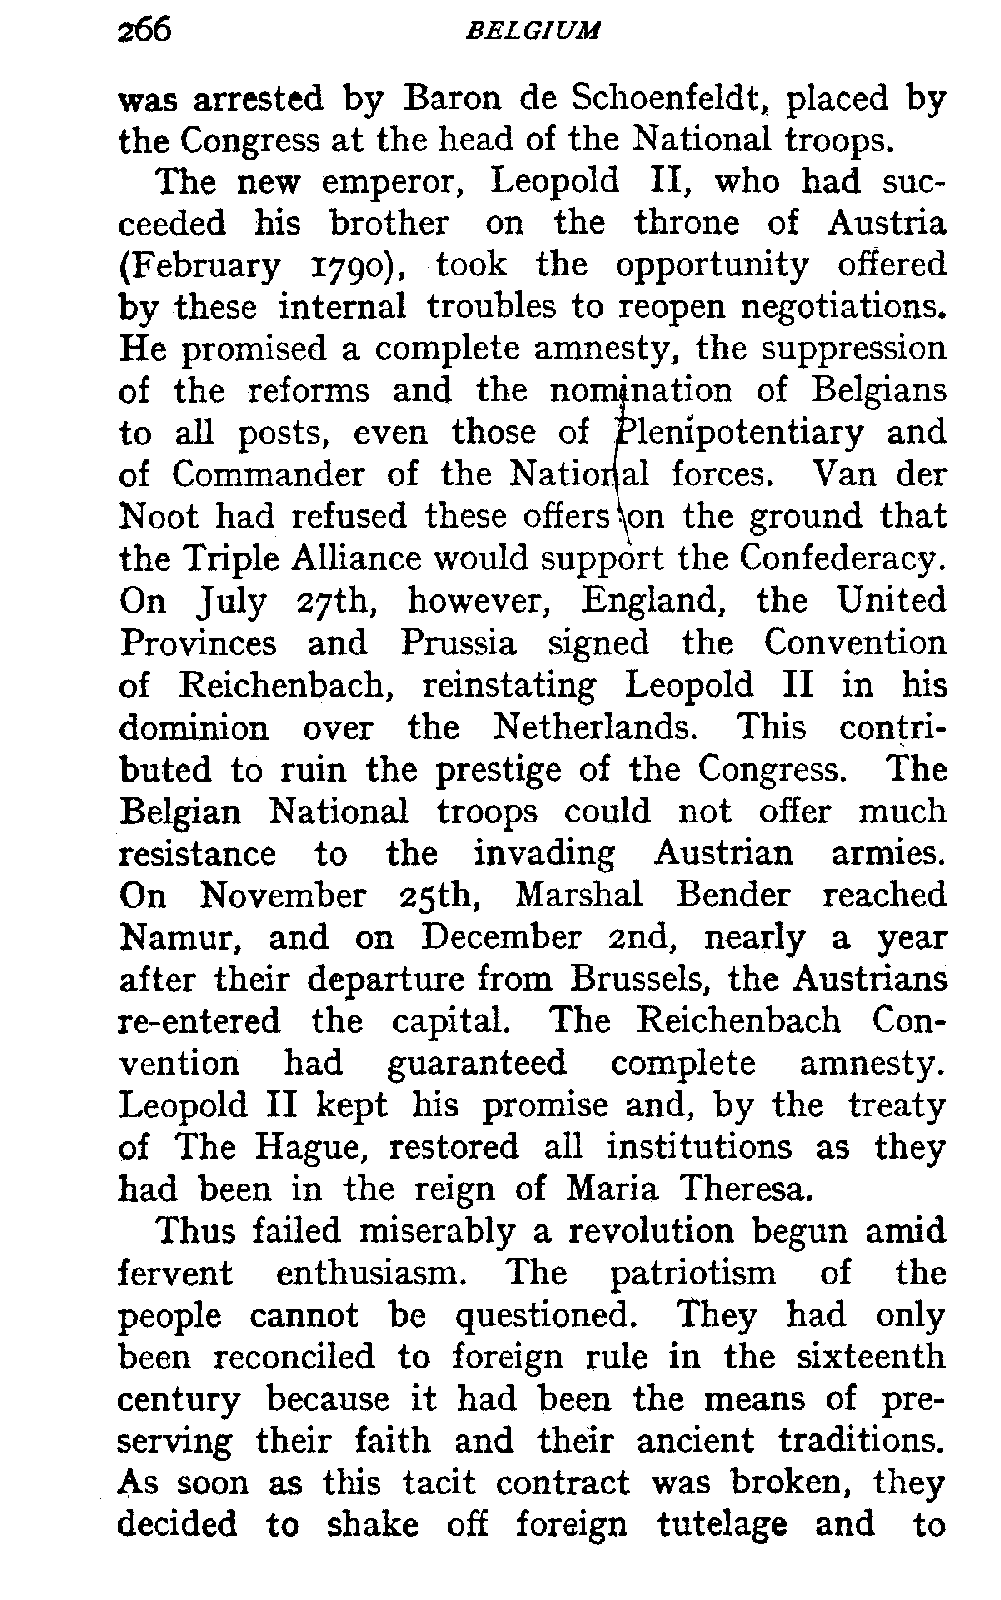 266 BELGIUM
was arrested by Baron de Schoenfeldt, placed by
the Congress at the head of the National troops.
The new emperor, Leopold II, who had suc-
ceeded his brother on the throne of Austria
(February 1790), took the opportunity offered
by these internal troubles to reopen negotiations.
He promised a complete amnesty, the suppression
of the reforms and the nomination of Belgians
to all posts, even those of Plenipotentiary and
of Commander of the National forces. Van der
Noot had refused these offers on the ground that
the Triple Alliance would support the Confederacy.
On July 27th, however, England, the United
Provinces and Prussia signed the Convention
of Reichenbach, reinstating Leopold II in his
dominion over the Netherlands. This contri-
buted to ruin the prestige of the Congress. The
Belgian National troops could not offer much
resistance to the invading Austrian armies.
On November 25th, Marshal Bender reached
Namur, and on December 2nd, nearly a year
after their departure from Brussels, the Austrians
re-entered the capital. The Reichenbach Con-
vention had guaranteed complete amnesty.
Leopold II kept his promise and, by the treaty
of The Hague, restored all institutions as they
had been in the reign of Maria Theresa.
Thus failed miserably a revolution begun amid
fervent enthusiasm. The patriotism of the
people cannot be questioned. They had only
been reconciled to foreign rule in the sixteenth
century because it had been the means of pre-
serving their faith and their ancient traditions.
As soon as this tacit contract was broken, they
decided to shake off foreign tutelage and to